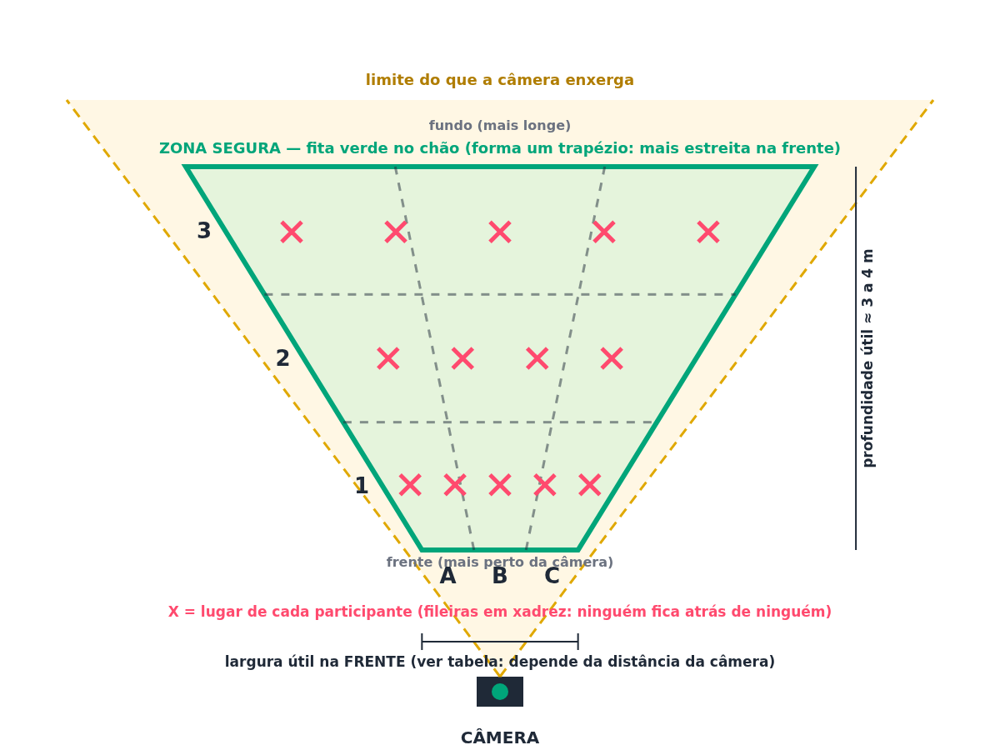 limite do que a câmera enxerga
fundo (mais longe)
ZONA SEGURA — fita verde no chão (forma um trapézio: mais estreita na frente)
3
2
1
profundidade útil ≈ 3 a 4 m
frente (mais perto da câmera)
A B C
X = lugar de cada participante (fileiras em xadrez: ninguém fica atrás de ninguém)
largura útil na FRENTE (ver tabela: depende da distância da câmera)
CÂMERA